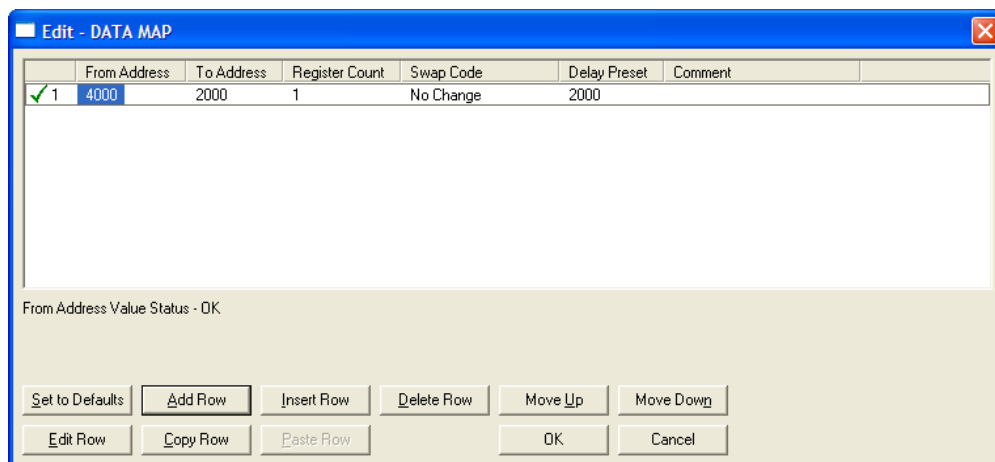 Edit - DATA MAP
From Address To Address Register Count Swap Code Delay Preset Comment
1 4000 2000 1 No Change 2000
From Address Value Status - OK
Set to Defaults Add Row Insert Row Delete Row Move Up Move Down
Edit Row Copy Row Paste Row OK Cancel